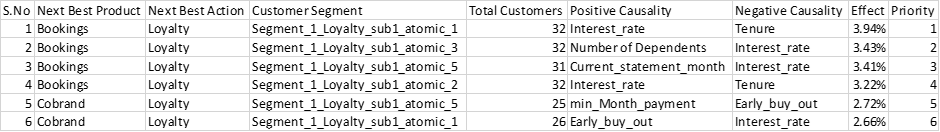 S.No Next Best Product Next Best Action Customer Segment Total Customers Positive Causality Negative Causality Effect Priority
1 Bookings Loyalty Segment_1_Loyalty_sub1_atomic_1 32 Interest_rate Tenure 3.94% 1
2 Bookings Loyalty Segment_1_Loyalty_sub1_atomic_3 32 Number of Dependents Interest_rate 3.43% 2
3 Bookings Loyalty Segment_1_Loyalty_sub1_atomic_5 31 Current_statement_month Interest_rate 3.41% 3
4 Bookings Loyalty Segment_1_Loyalty_sub1_atomic_2 32 Interest_rate Tenure 3.22% 4
5 Cobrand Loyalty Segment_1_Loyalty_sub1_atomic_5 25 min_Month_payment Early_buy_out 2.72% 5
6 Cobrand Loyalty Segment_1_Loyalty_sub1_atomic_1 26 Early_buy_out Interest_rate 2.66% 6